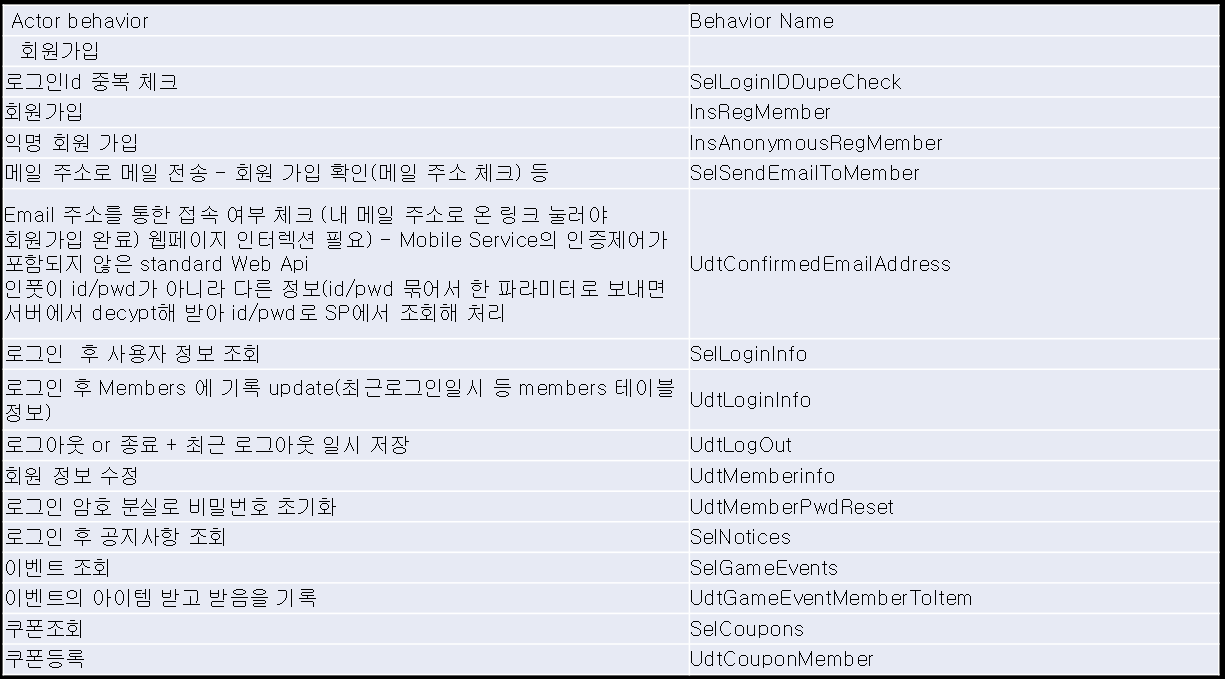 Actor behavior
Behavior Name
회원가입
로그인Id 중복 체크
SelLoginIDDupeCheck
회원가입
InsRegMember
익명 회원 가입
InsAnonymousRegMember
메일 주소로 메일 전송 - 회원 가입 확인(메일 주소 체크) 등
SelSendEmailToMember
Email 주소를 통한 접속 여부 체크 (내 메일 주소로 온 링크 눌러야
회원가입 완료) 웹페이지 인터렉션 필요) - Mobile Service의 인증제어가
포함되지 않은 standard Web Api
인풋이 id/pwd가 아니라 다른 정보(id/pwd 묶어서 한 파라미터로 보내면
서버에서 decypt해 받아 id/pwd로 SP에서 조회해 처리
UdtConfirmedEmailAddress
로그인 후 사용자 정보 조회
SelLoginInfo
로그인 후 Members 에 기록 update(최근로그인일시 등 members 테이블
정보)
UdtLoginInfo
로그아웃 or 종료 + 최근 로그아웃 일시 저장
UdtLogOut
회원 정보 수정
UdtMemberinfo
로그인 암호 분실로 비밀번호 초기화
UdtMemberPwdReset
로그인 후 공지사항 조회
SelNotices
이벤트 조회
SelGameEvents
이벤트의 아이템 받고 받음을 기록
UdtGameEventMemberToItem
쿠폰조회
SelCoupons
쿠폰등록
UdtCouponMember